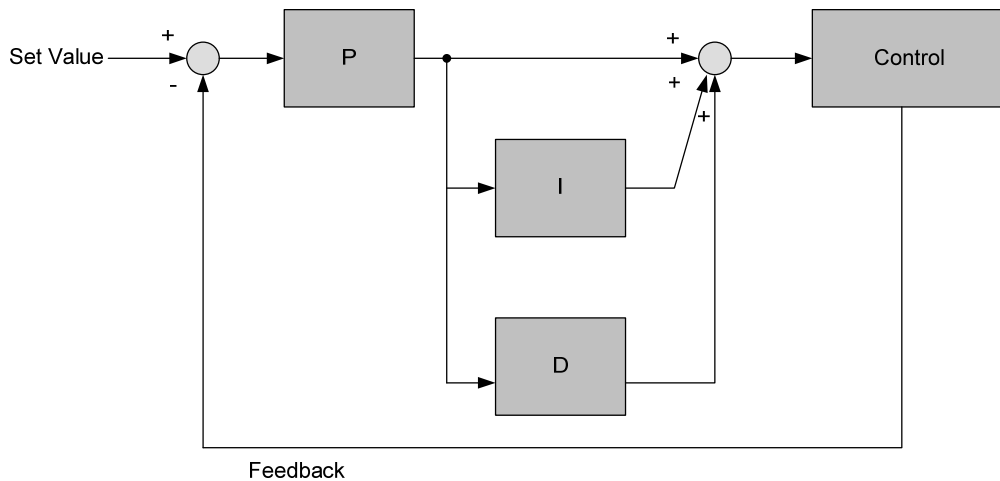 +
Set Value
-
P
+
+
+
Control
I
D
Feedback